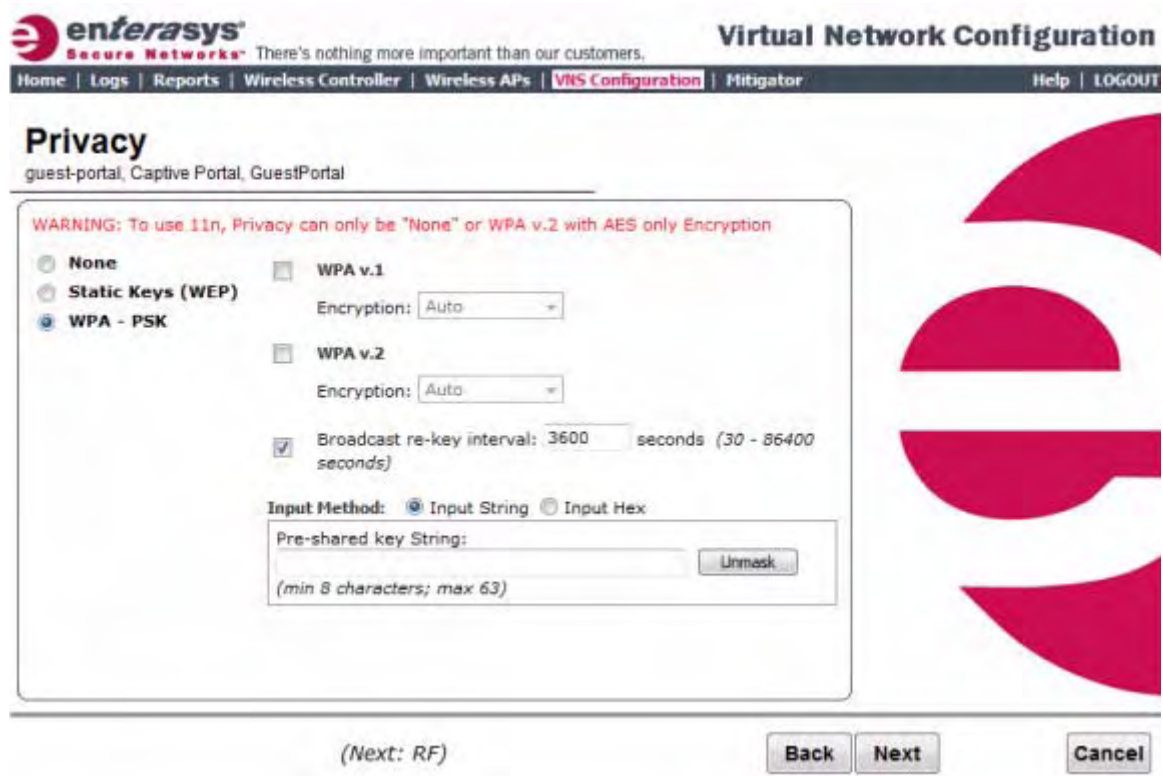 enterasys
Secure Networks™ There's nothing more important than our customers.
Virtual Network Configuration
Home | Logs | Reports | Wireless Controller | Wireless APs | VNS Configuration | Mitigator
Help | LOGOUT
Privacy
guest-portal, Captive Portal, GuestPortal
WARNING: To use 11n, Privacy can only be "None" or WPA v.2 with AES only Encryption
None
Static Keys (WEP)
WPA - PSK
WPA v.1
Encryption: Auto
WPA v.2
Encryption: Auto
Broadcast re-key interval: 3600 seconds (30 - 86400
seconds)
Input Method: Input String Input Hex
Pre-shared key String:
Unmask
(min 8 characters; max 63)
(Next: RF)
Back Next Cancel